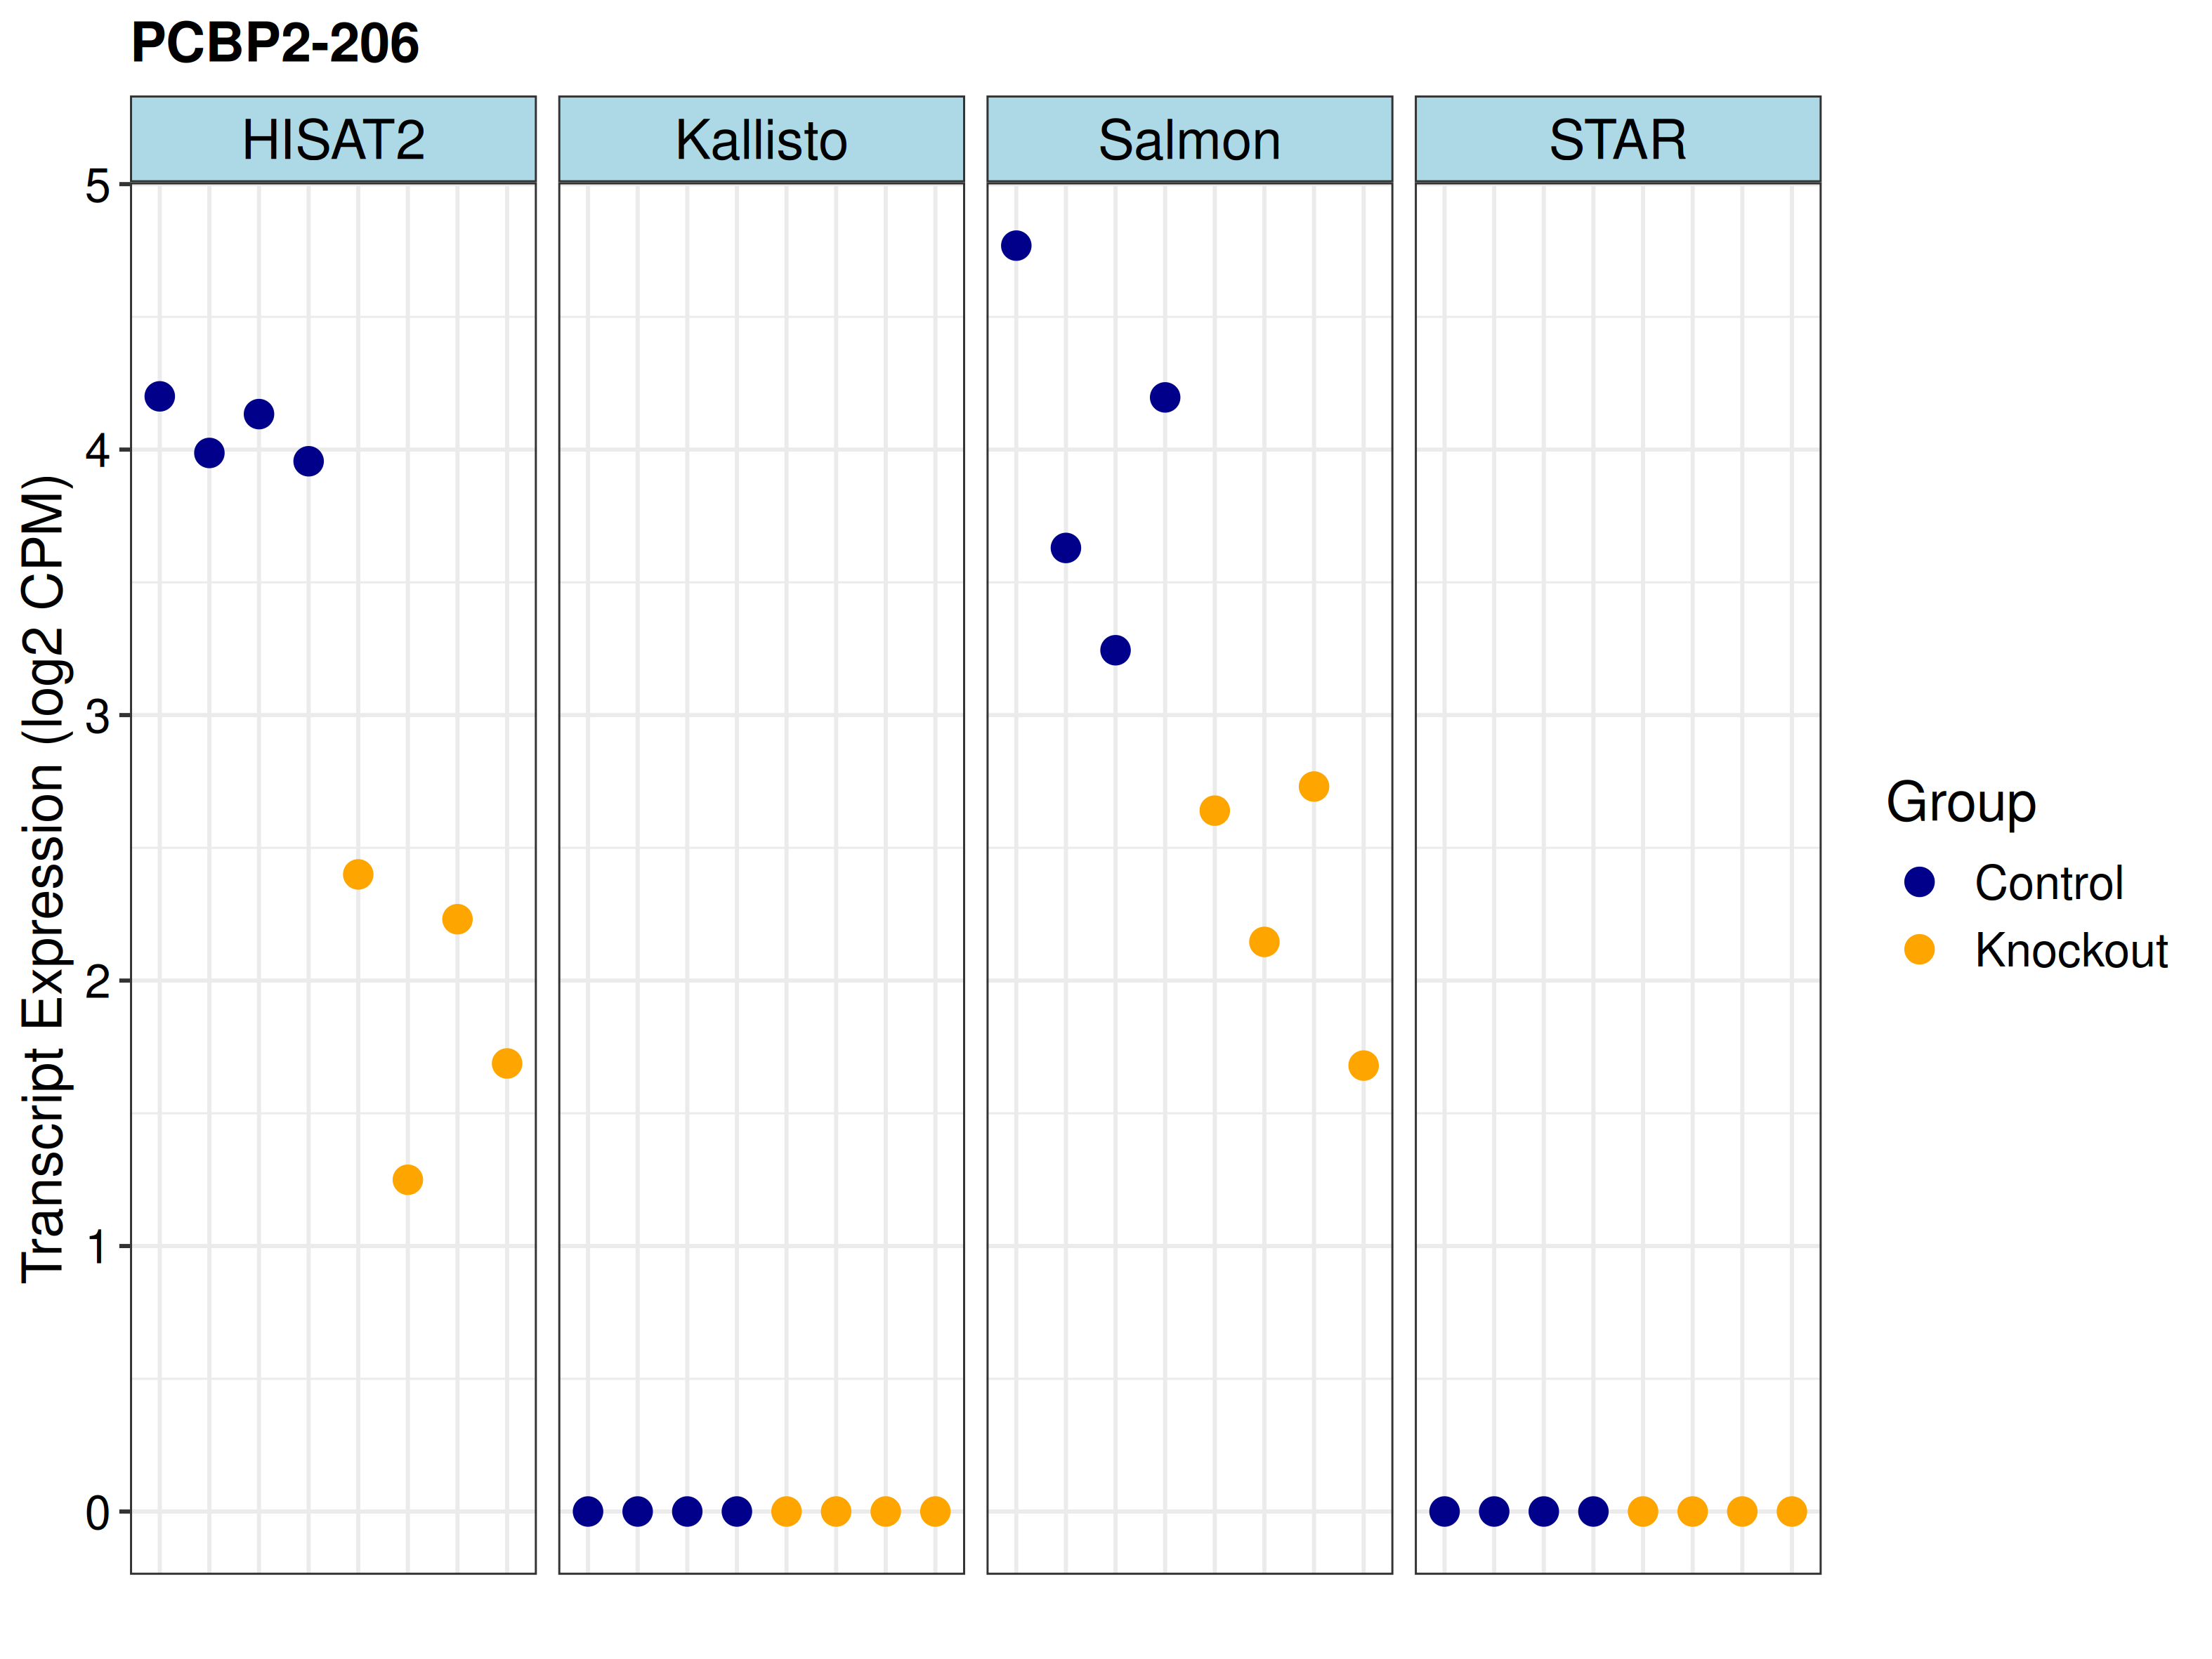 PCBP2-206
HISAT2
Kallisto
Salmon
STAR
Transcript Expression (log2 CPM)
5
4
3
2
1
0
Group
Control
Knockout